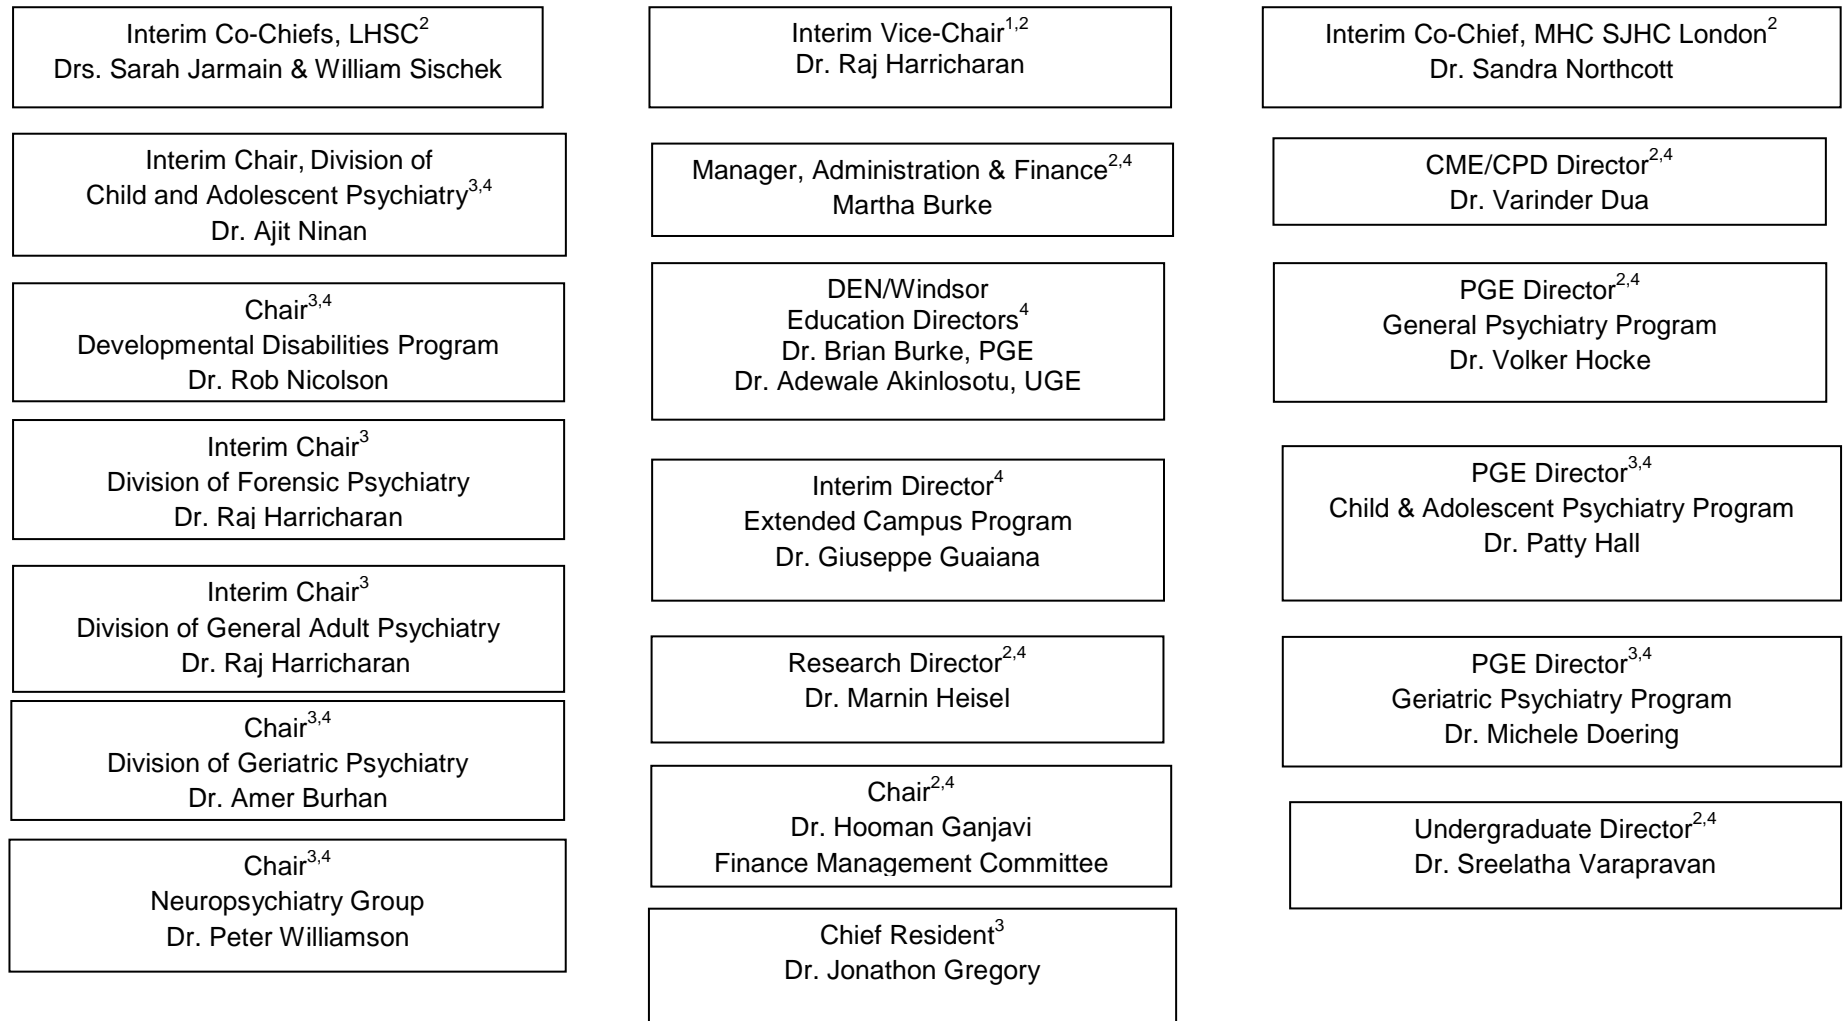 Interim Co-Chiefs, LHSC2
Drs. Sarah Jarmain & William Sischek
Interim Chair, Division of
Child and Adolescent Psychiatry3,4
Dr. Ajit Ninan
Chair3,4
Developmental Disabilities Program
Dr. Rob Nicolson
Interim Chair3
Division of Forensic Psychiatry
Dr. Raj Harricharan
Interim Chair3
Division of General Adult Psychiatry
Dr. Raj Harricharan
Chair3,4
Division of Geriatric Psychiatry
Dr. Amer Burhan
Chair3,4
Neuropsychiatry Group
Dr. Peter Williamson
Interim Vice-Chair1,2
Dr. Raj Harricharan
Manager, Administration & Finance2,4
Martha Burke
DEN/Windsor
Education Directors4
Dr. Brian Burke, PGE
Dr. Adewale Akinlosotu, UGE
Interim Director4
Extended Campus Program
Dr. Giuseppe Guaiana
Research Director2,4
Dr. Marnin Heisel
Chair2,4
Dr. Hooman Ganjavi
Finance Management Committee
Chief Resident3
Dr. Jonathon Gregory
Interim Co-Chief, MHC SJHC London2
Dr. Sandra Northcott
CME/CPD Director2,4
Dr. Varinder Dua
PGE Director2,4
General Psychiatry Program
Dr. Volker Hocke
PGE Director3,4
Child & Adolescent Psychiatry Program
Dr. Patty Hall
PGE Director3,4
Geriatric Psychiatry Program
Dr. Michele Doering
Undergraduate Director2,4
Dr. Sreelatha Varapravan